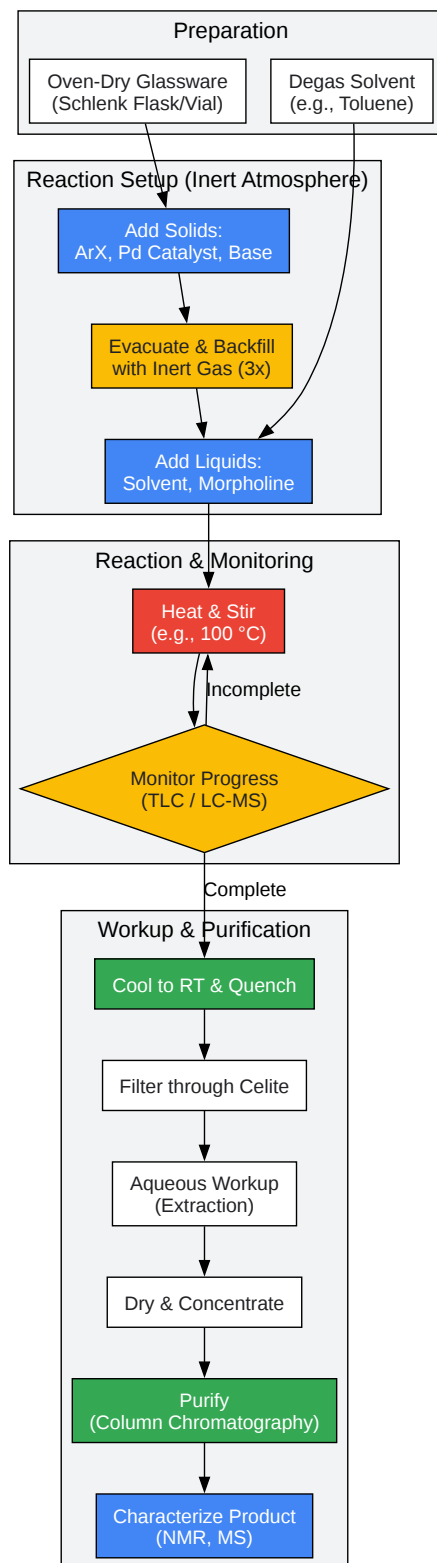 Preparation
Oven-Dry Glassware
(Schlenk Flask/Vial)
Degas Solvent
(e.g., Toluene)
Reaction Setup (Inert Atmosphere)
Add Solids:
ArX, Pd Catalyst, Base
Evacuate & Backfill
with Inert Gas (3x)
Add Liquids:
Solvent, Morpholine
Reaction & Monitoring
Heat & Stir
(e.g., 100 °C)
Incomplete
Monitor Progress
(TLC / LC-MS)
Complete
Workup & Purification
Cool to RT & Quench
Filter through Celite
Aqueous Workup
(Extraction)
Dry & Concentrate
Purify
(Column Chromatography)
Characterize Product
(NMR, MS)